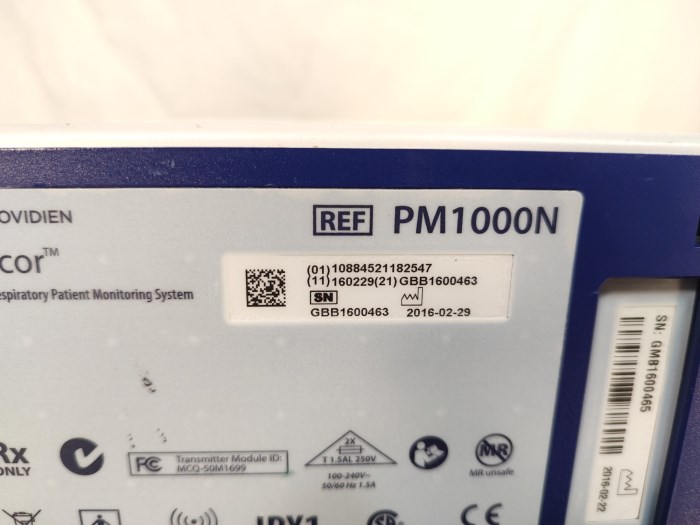 OVIDIEN
REF PM1000N
cor™
espiratory Patient Monitoring System
(01)10884521182547
(11)160229(21)GBB1600463
SN
GBB1600463 2016-02-29
SN: GMB1600465
2016-02-22
Rx
ONLY
FC Transmitter Module ID:
MCQ-50M1699
2X
T 1.5AL 250V
100-240V~
50/60 Hz 1.5A
MR
MR unsafe
IPX1
CE